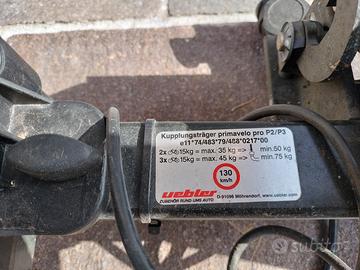 Kupplungsträger primavelo pro P2/P3
e11*74/483*79/488*0217*00
2x 15kg = max. 35 kg => min.50 kg
3x 15kg = max. 45 kg => min.75 kg
130
km/h
uebler
ZUBEHÖR RUND UMS AUTO
D-91096 Möhrendorf, www.uebler.com
subito